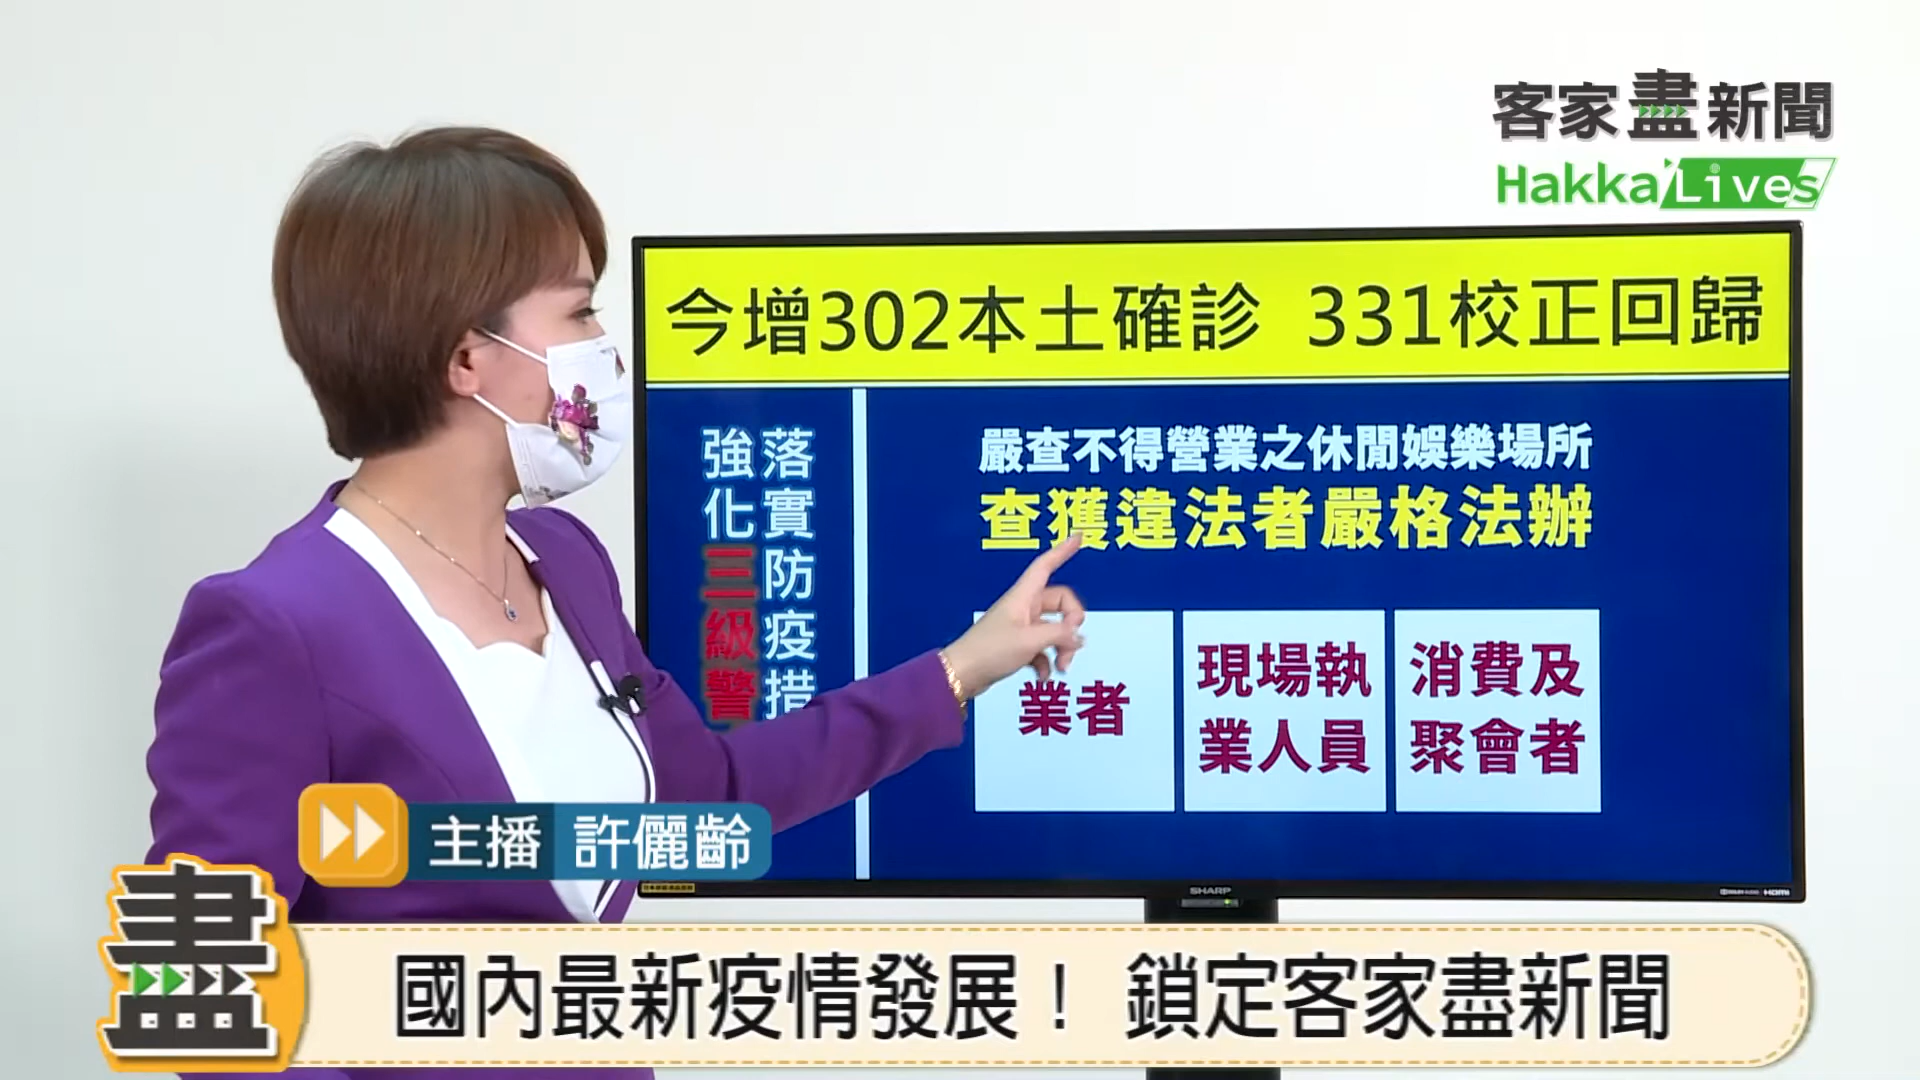 客家盡新聞
Hakka Lives
今增302本土確診 331校正回歸
落實防疫措
強化三級警
嚴查不得營業之休閒娛樂場所
查獲違法者嚴格法辦
業者
現場執
業人員
消費及
聚會者
SHARP
HDMI
主播 許儷齡
盡
國內最新疫情發展！ 鎖定客家盡新聞